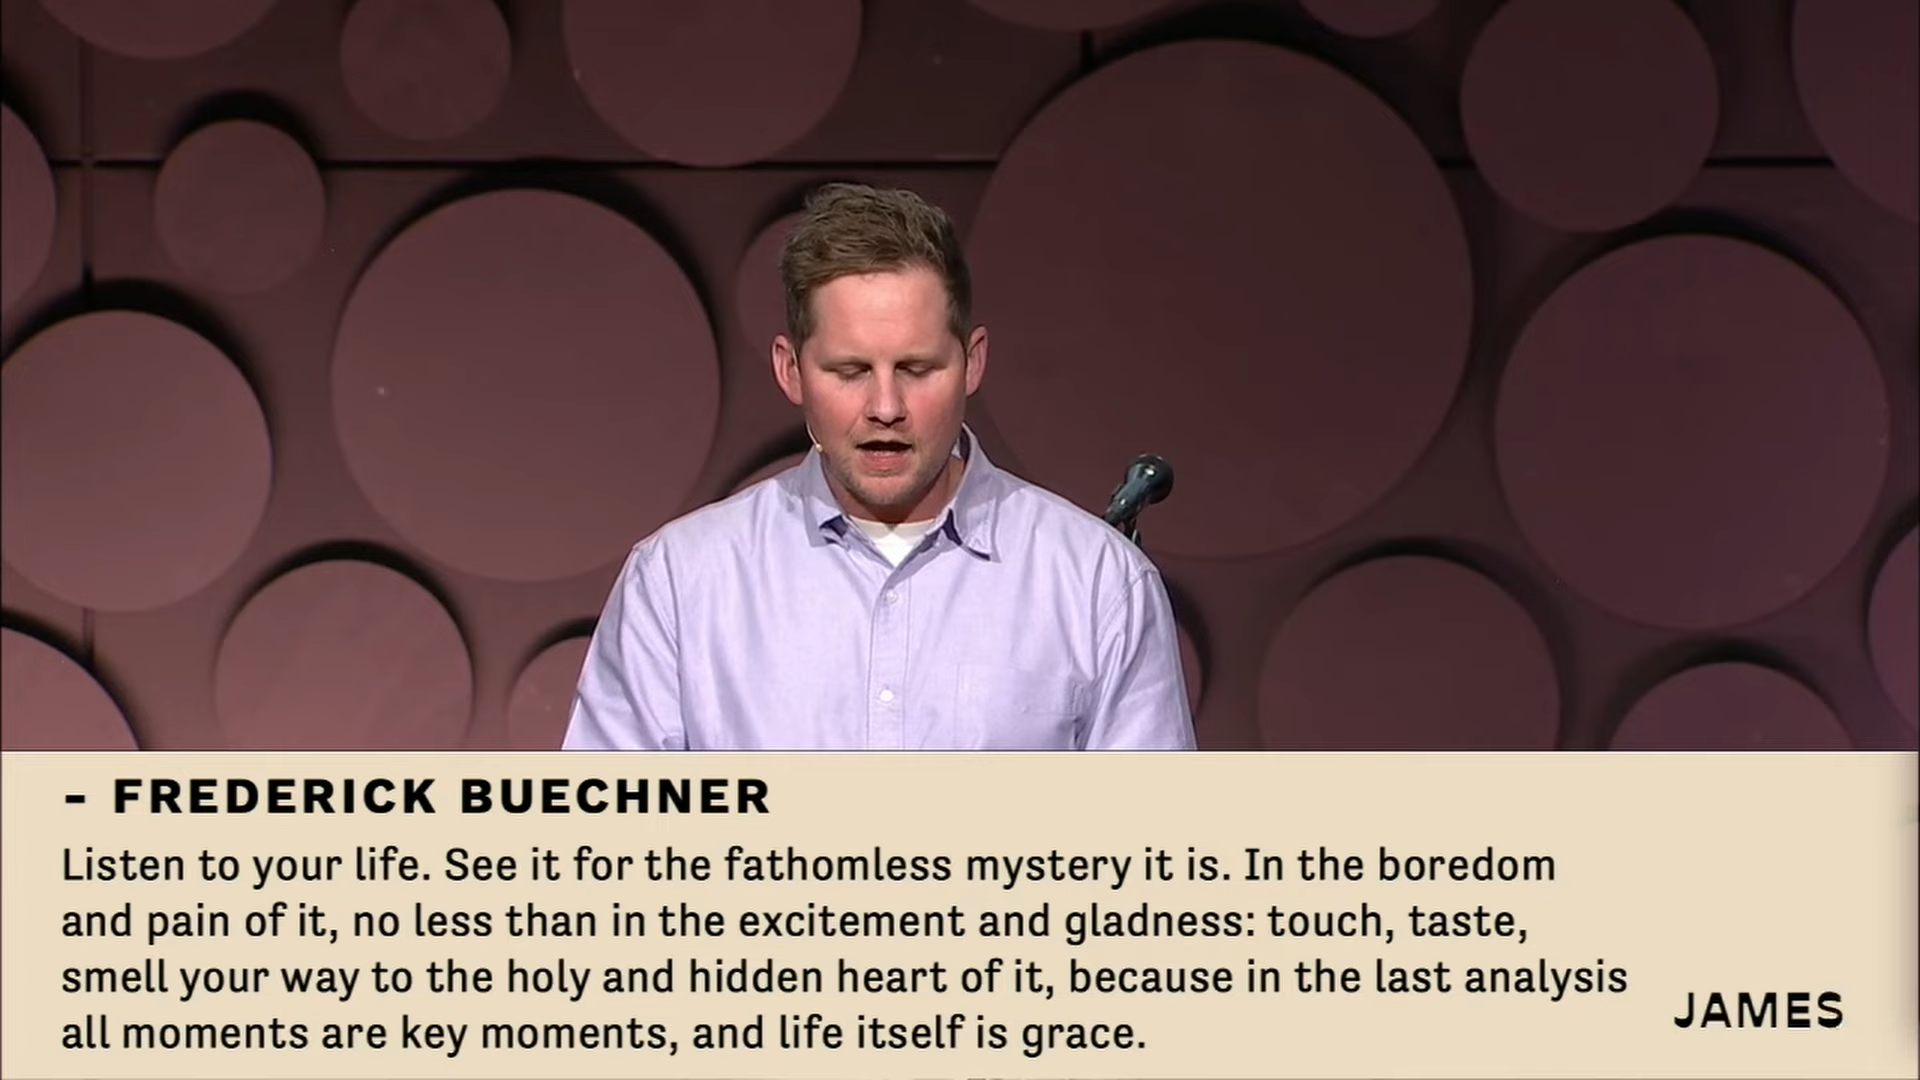 - FREDERICK BUECHNER
Listen to your life. See it for the fathomless mystery it is. In the boredom
and pain of it, no less than in the excitement and gladness: touch, taste,
smell your way to the holy and hidden heart of it, because in the last analysis
all moments are key moments, and life itself is grace.
JAMES